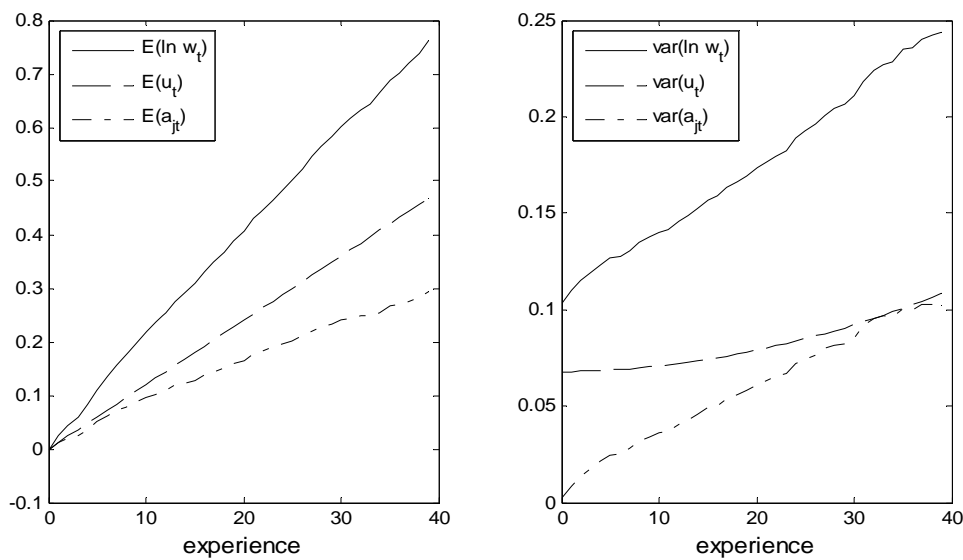 0.8
0.7
0.6
0.5
0.4
0.3
0.2
0.1
0
-0.1
0 10 20 30 40
experience
E(ln w_t)
E(u_t)
E(a_jt)
0.25
0.2
0.15
0.1
0.05
0
0 10 20 30 40
experience
var(ln w_t)
var(u_t)
var(a_jt)